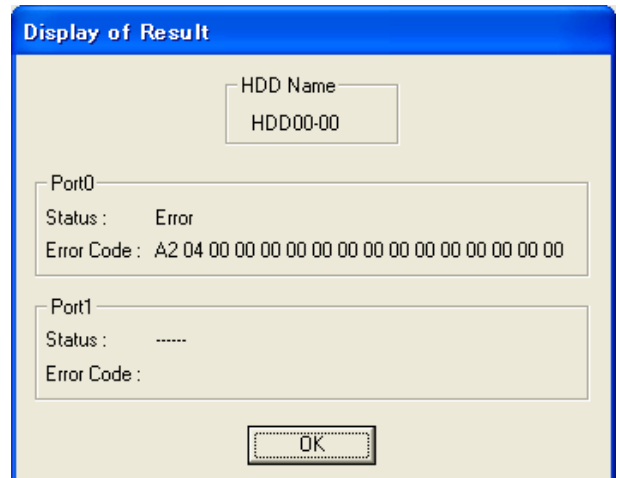 Display of Result
HDD Name
HDD00-00
Port0
Status : Error
Error Code : A2 04 00 00 00 00 00 00 00 00 00 00 00 00 00 00
Port1
Status : ------
Error Code :
OK